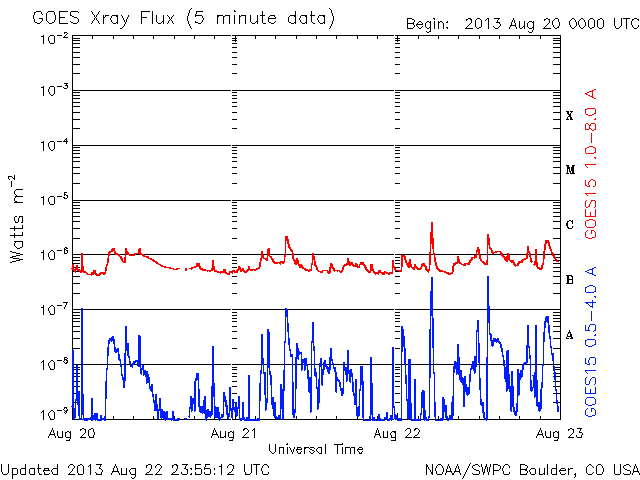 GOES Xray Flux (5 minute data)
Begin: 2013 Aug 20 0000 UTC
10⁻²
10⁻³
10⁻⁴
10⁻⁵
10⁻⁶
10⁻⁷
10⁻⁸
10⁻⁹
Watts m⁻²
X
M
C
B
A
GOES15 1.0-8.0 A
GOES15 0.5-4.0 A
Aug 20
Aug 21
Aug 22
Aug 23
Universal Time
Updated 2013 Aug 22 23:55:12 UTC
NOAA/SWPC Boulder, CO USA